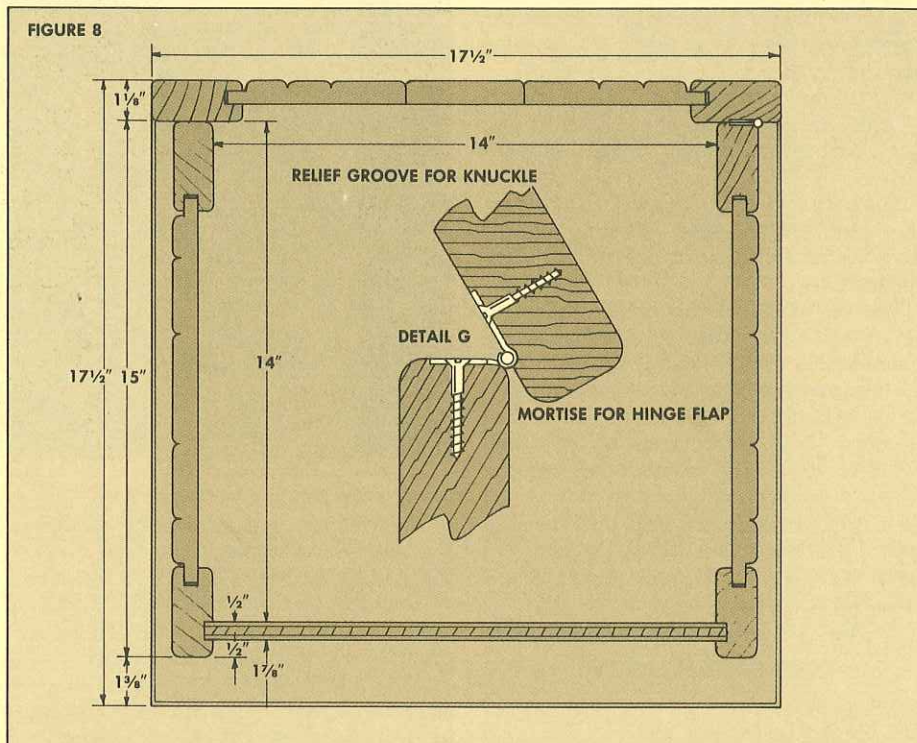 FIGURE 8
17½"
1⅛"
14"
RELIEF GROOVE FOR KNUCKLE
DETAIL G
17½"
15"
14"
MORTISE FOR HINGE FLAP
½"
½"
1⅞"
1⅜"